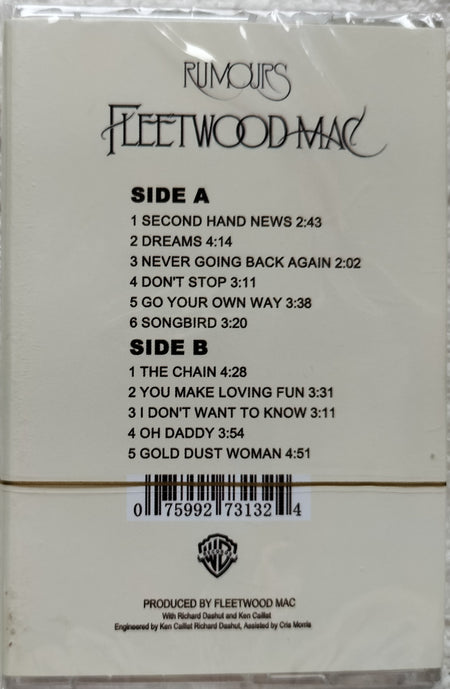 RUMOURS
FLEETWOOD MAC
SIDE A
1 SECOND HAND NEWS 2:43
2 DREAMS 4:14
3 NEVER GOING BACK AGAIN 2:02
4 DON'T STOP 3:11
5 GO YOUR OWN WAY 3:38
6 SONGBIRD 3:20
SIDE B
1 THE CHAIN 4:28
2 YOU MAKE LOVING FUN 3:31
3 I DON'T WANT TO KNOW 3:11
4 OH DADDY 3:54
5 GOLD DUST WOMAN 4:51
0 75992 73132 4
PRODUCED BY FLEETWOOD MAC
With Richard Dashut and Ken Caillat
Engineered by Ken Caillat Richard Dashut, Assisted by Cris Morris